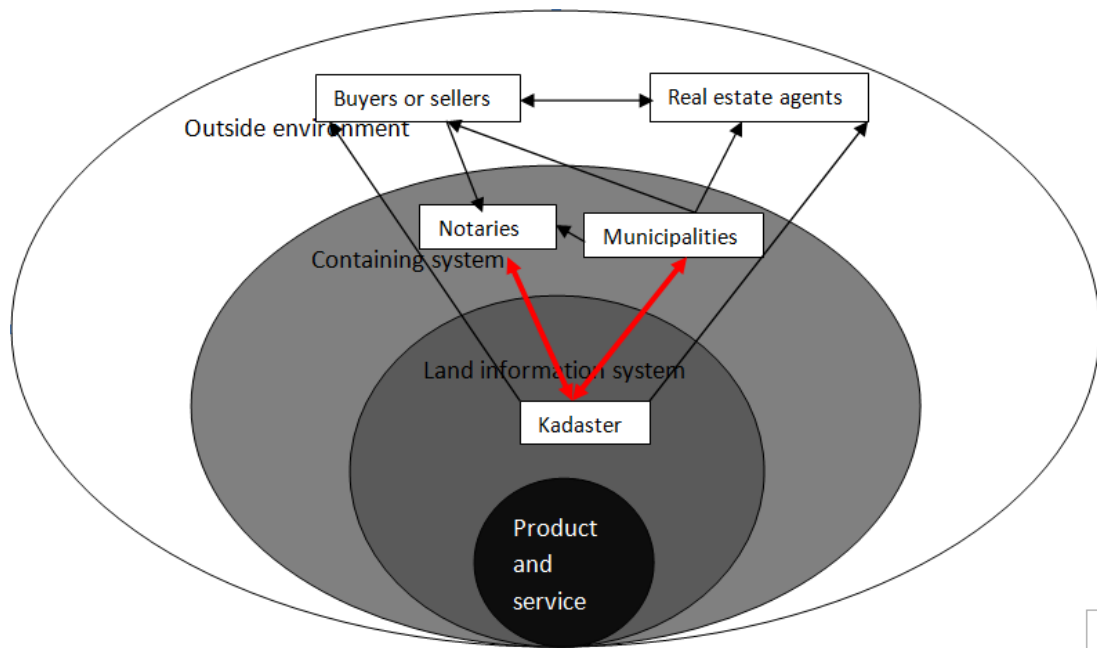 Buyers or sellers
Real estate agents
Outside environment
Notaries
Municipalities
Containing system
Land information system
Kadaster
Product
and
service